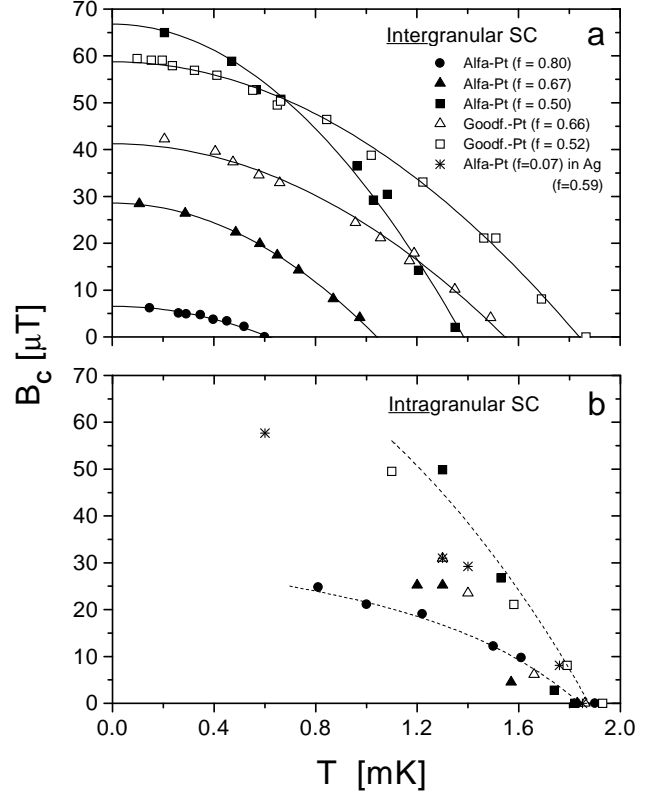 70
60
50
40
30
20
10
0
Intergranular SC
a
Alfa-Pt (f = 0.80)
Alfa-Pt (f = 0.67)
Alfa-Pt (f = 0.50)
Goodf.-Pt (f = 0.66)
Goodf.-Pt (f = 0.52)
Alfa-Pt (f=0.07) in Ag
(f=0.59)
B_c [μT]
70
60
50
40
30
20
10
0
Intragranular SC
b
0.0 0.4 0.8 1.2 1.6 2.0
T [mK]